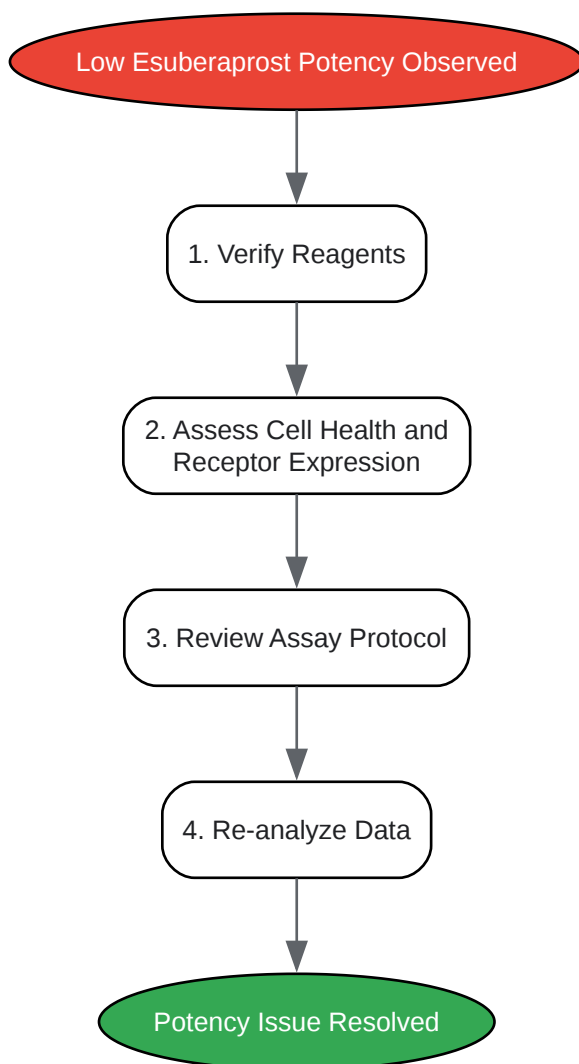 Low Esuberaprost Potency Observed
1. Verify Reagents
2. Assess Cell Health and
Receptor Expression
3. Review Assay Protocol
4. Re-analyze Data
Potency Issue Resolved